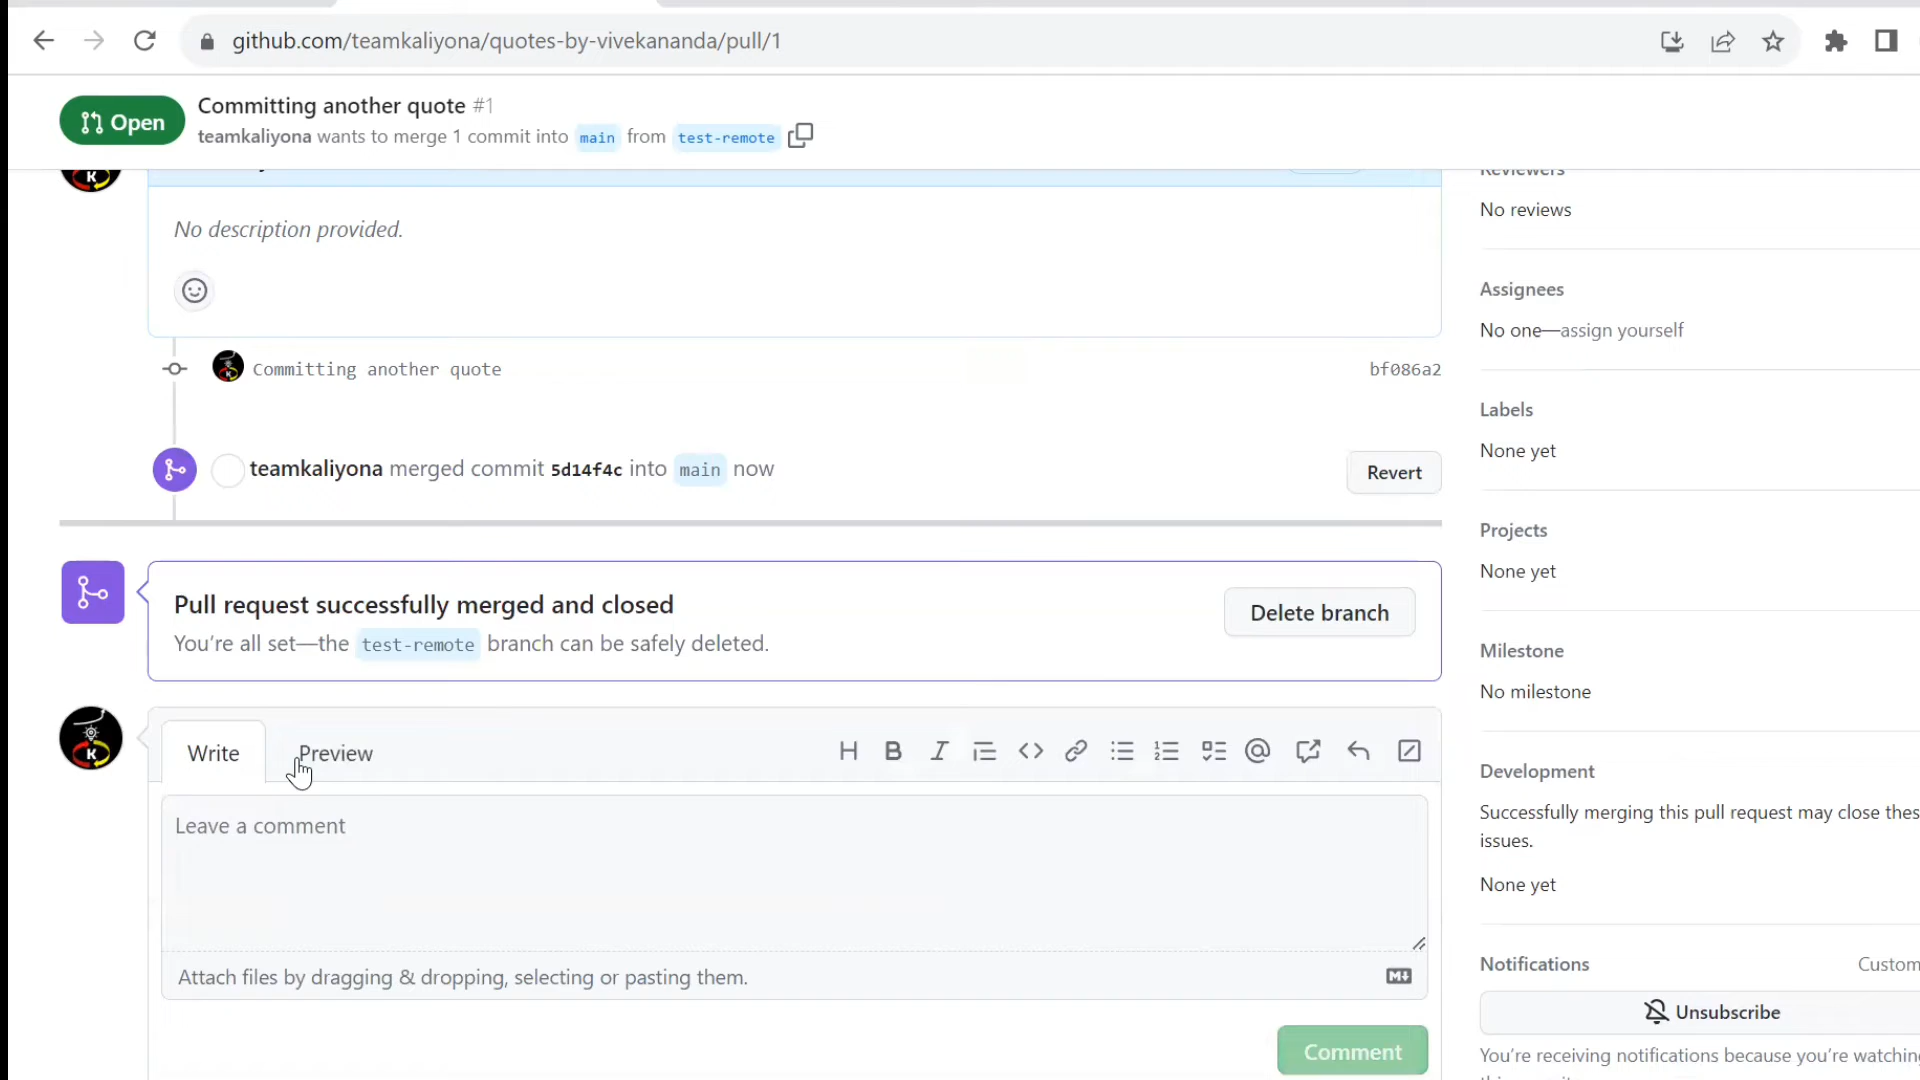 github.com/teamkaliyona/quotes-by-vivekananda/pull/1
Open
Committing another quote #1
teamkaliyona wants to merge 1 commit into main from test-remote
Reviewers
No reviews
No description provided.
Assignees
No one—assign yourself
Committing another quote
bf086a2
Labels
None yet
teamkaliyona merged commit 5d14f4c into main now
Revert
Projects
None yet
Pull request successfully merged and closed
You're all set—the test-remote branch can be safely deleted.
Delete branch
Milestone
No milestone
Write
Preview
Development
Successfully merging this pull request may close these
issues.
None yet
Leave a comment
Attach files by dragging & dropping, selecting or pasting them.
Notifications
Custom
Unsubscribe
Comment
You're receiving notifications because you're watching